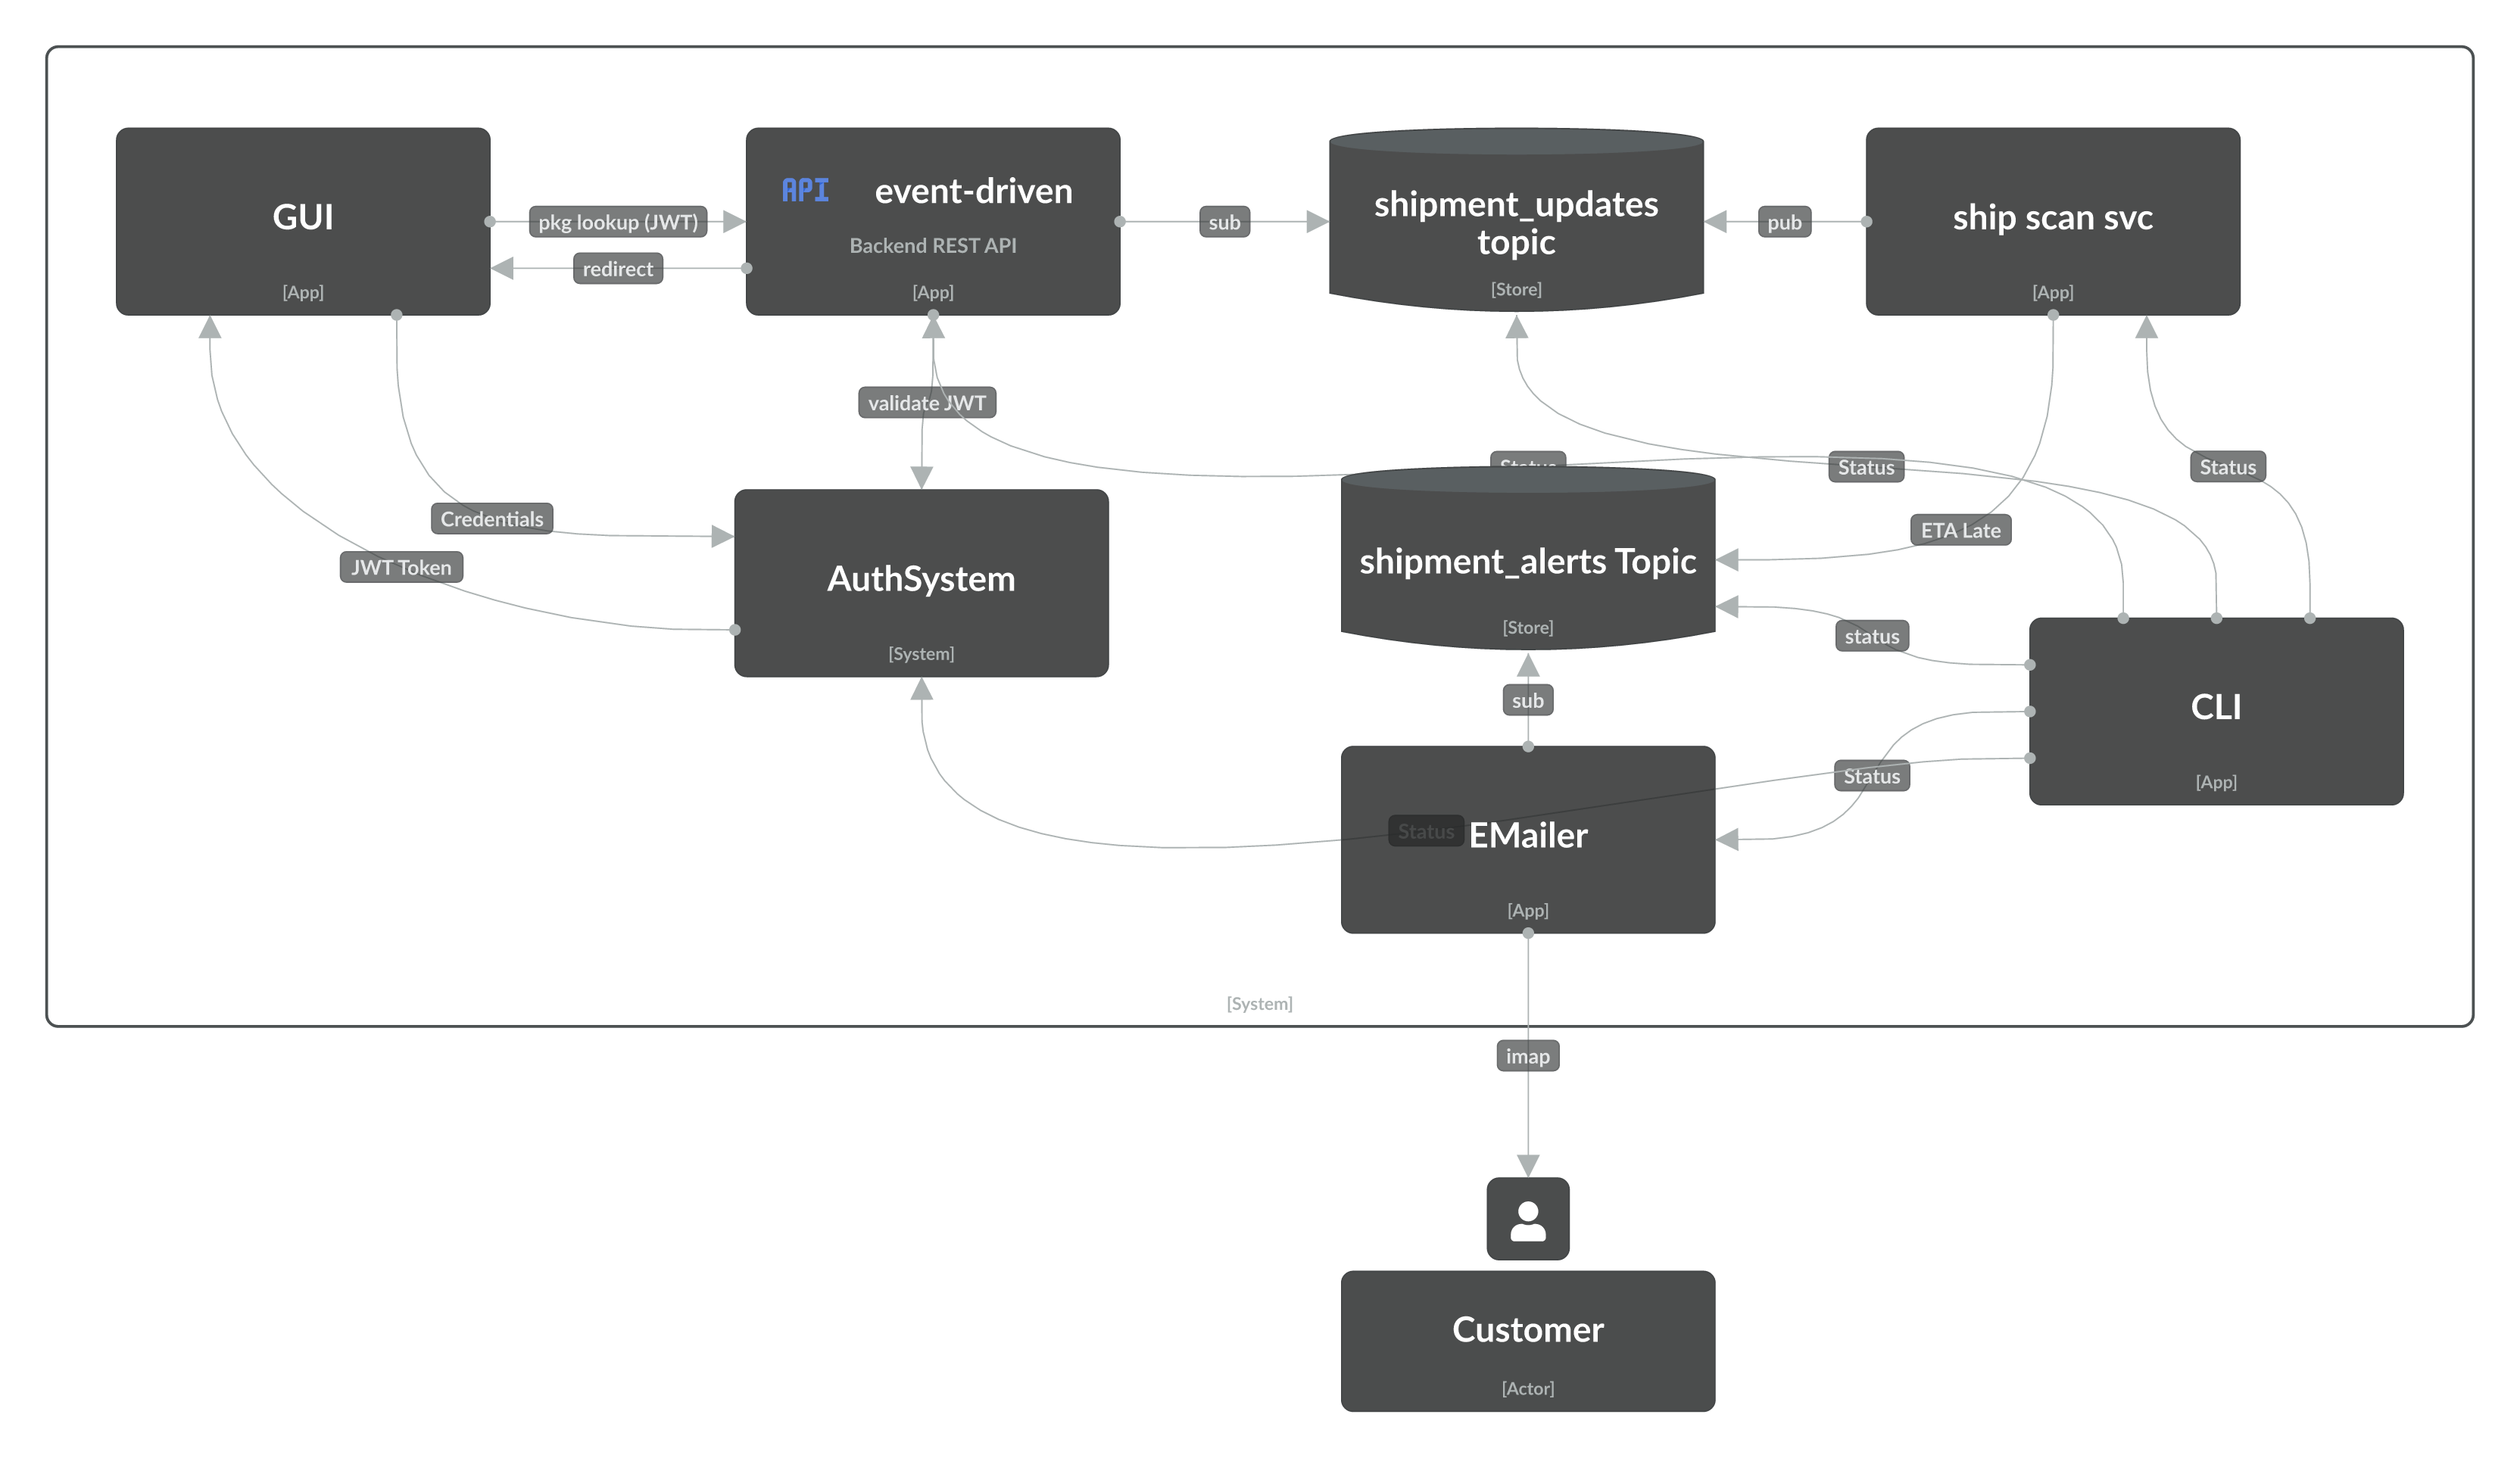 GUI
[App]
pkg lookup (JWT)
redirect
API
event-driven
Backend REST API
[App]
sub
shipment_updates
topic
[Store]
pub
ship scan svc
[App]
validate JWT
Status
Status
Status
Credentials
ETA Late
JWT Token
AuthSystem
[System]
shipment_alerts Topic
[Store]
status
sub
CLI
[App]
Status
Status
EMailer
[App]
[System]
imap
Customer
[Actor]